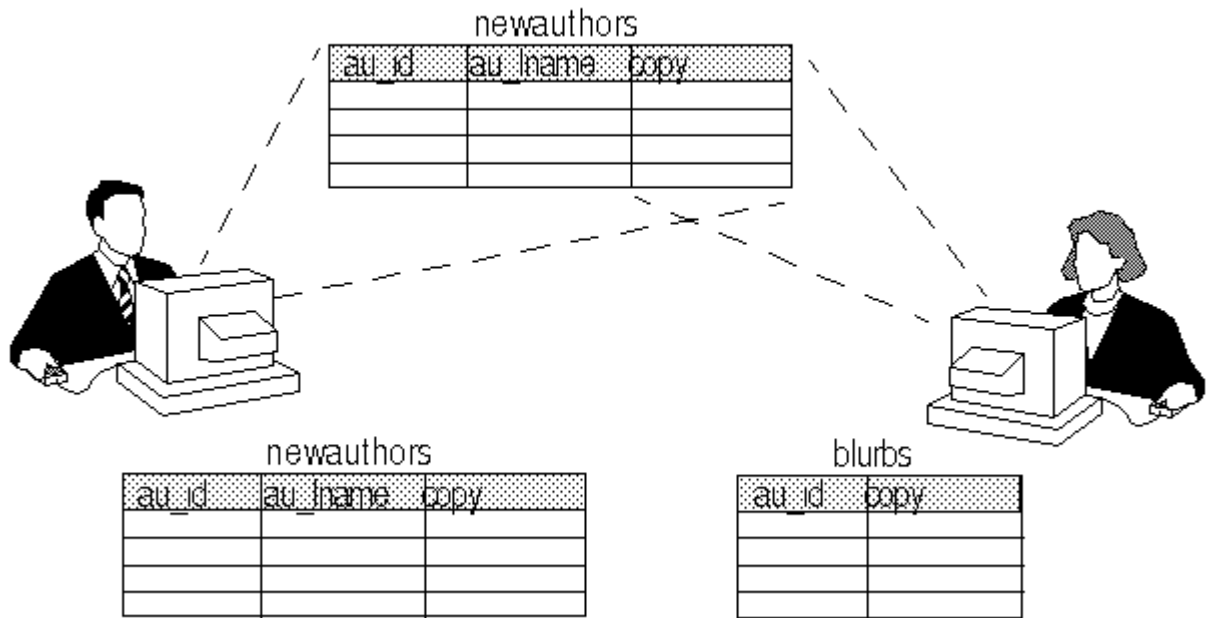 newauthors
au_id au_lname copy
newauthors
au_id au_lname copy
blurbs
au_id copy